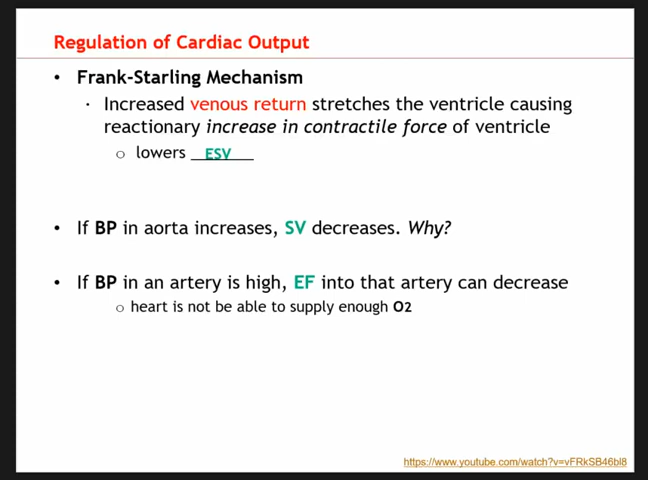 Regulation of Cardiac Output
• Frank-Starling Mechanism
· Increased venous return stretches the ventricle causing
reactionary increase in contractile force of ventricle
o lowers __ESV___
• If BP in aorta increases, SV decreases. Why?
• If BP in an artery is high, EF into that artery can decrease
o heart is not be able to supply enough O2
https://www.youtube.com/watch?v=vFRkSB46bl8